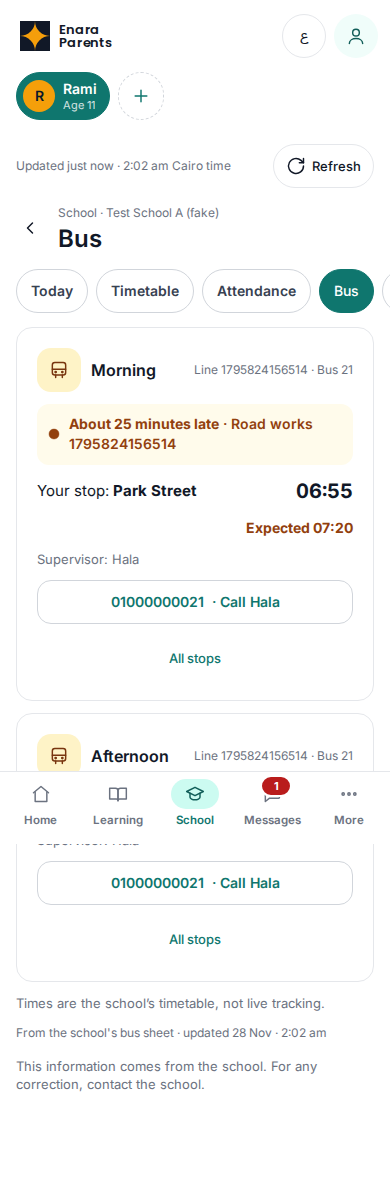 Enara
Parents
ع
R
Rami
Age 11
+
Updated just now · 2:02 am Cairo time
Refresh
School · Test School A (fake)
Bus
Today
Timetable
Attendance
Bus
Morning
Line 1795824156514 · Bus 21
About 25 minutes late · Road works
1795824156514
Your stop: Park Street
06:55
Expected 07:20
Supervisor: Hala
01000000021 · Call Hala
All stops
Afternoon
Line 1795824156514 · Bus 21
1
Home
Learning
School
Messages
More
01000000021 · Call Hala
All stops
Times are the school's timetable, not live tracking.
From the school's bus sheet · updated 28 Nov · 2:02 am
This information comes from the school. For any
correction, contact the school.